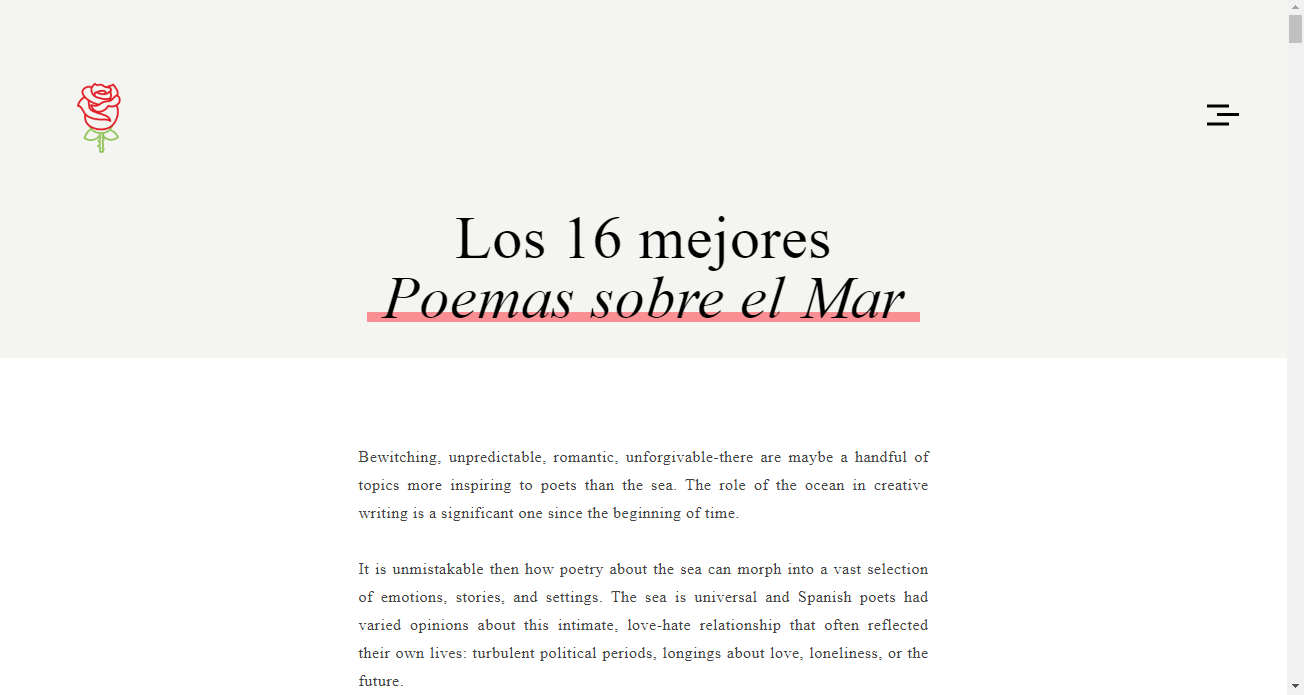 Los 16 mejores
Poemas sobre el Mar
Bewitching, unpredictable, romantic, unforgivable-there are maybe a handful of
topics more inspiring to poets than the sea. The role of the ocean in creative
writing is a significant one since the beginning of time.
It is unmistakable then how poetry about the sea can morph into a vast selection
of emotions, stories, and settings. The sea is universal and Spanish poets had
varied opinions about this intimate, love-hate relationship that often reflected
their own lives: turbulent political periods, longings about love, loneliness, or the
future.